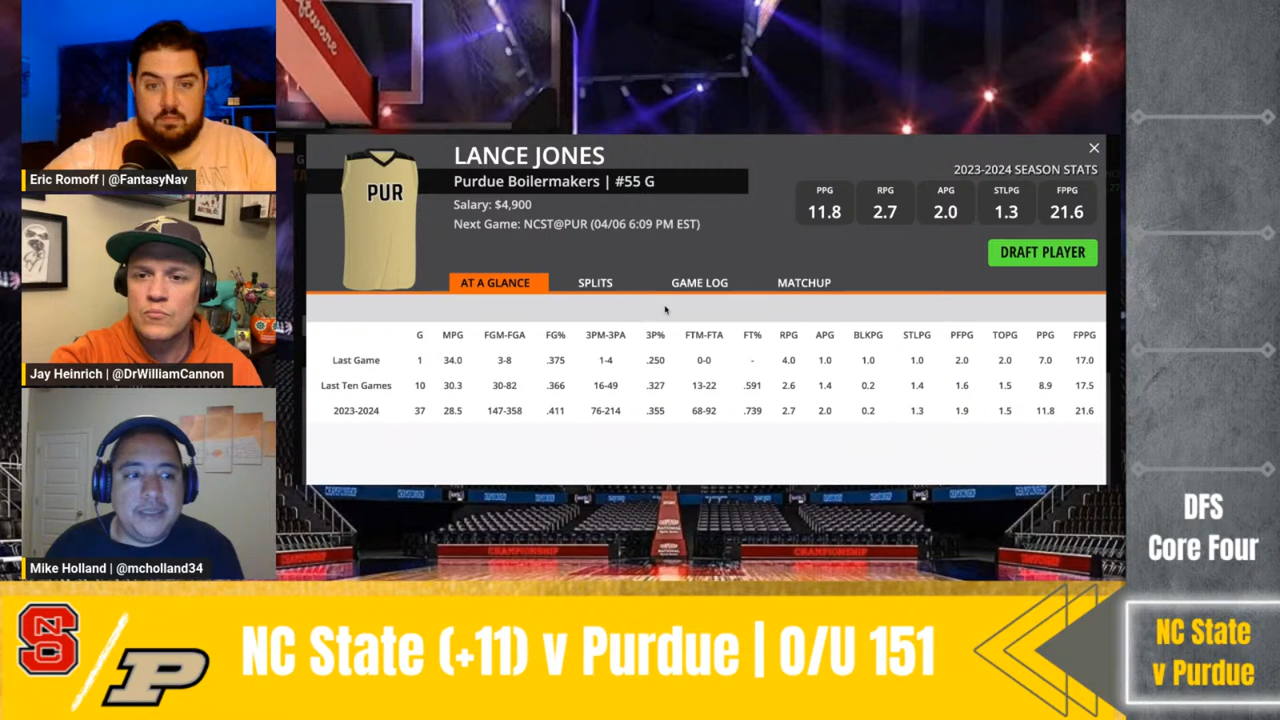 Eric Romoff | @FantasyNav
Jay Heinrich | @DrWilliamCannon
Mike Holland | @mcholland34
PUR
LANCE JONES
Purdue Boilermakers | #55 G
Salary: $4,900
Next Game: NCST@PUR (04/06 6:09 PM EST)
2023-2024 SEASON STATS
PPG RPG APG STLPG FPPG
11.8 2.7 2.0 1.3 21.6
DRAFT PLAYER
AT A GLANCE SPLITS GAME LOG MATCHUP
G MPG FGM-FGA FG% 3PM-3PA 3P% FTM-FTA FT% RPG APG BLKPG STLPG PFPG TOPG PPG FPPG
Last Game 1 34.0 3-8 .375 1-4 .250 0-0 - 4.0 1.0 1.0 1.0 2.0 2.0 7.0 17.0
Last Ten Games 10 30.3 30-82 .366 16-49 .327 13-22 .591 2.6 1.4 0.2 1.4 1.6 1.5 8.9 17.5
2023-2024 37 28.5 147-358 .411 76-214 .355 68-92 .739 2.7 2.0 0.2 1.3 1.9 1.5 11.8 21.6
CHAMPIONSHIP CHAMPIONSHIP
DFS
Core Four
NC State
v Purdue
NC State (+11) v Purdue | O/U 151